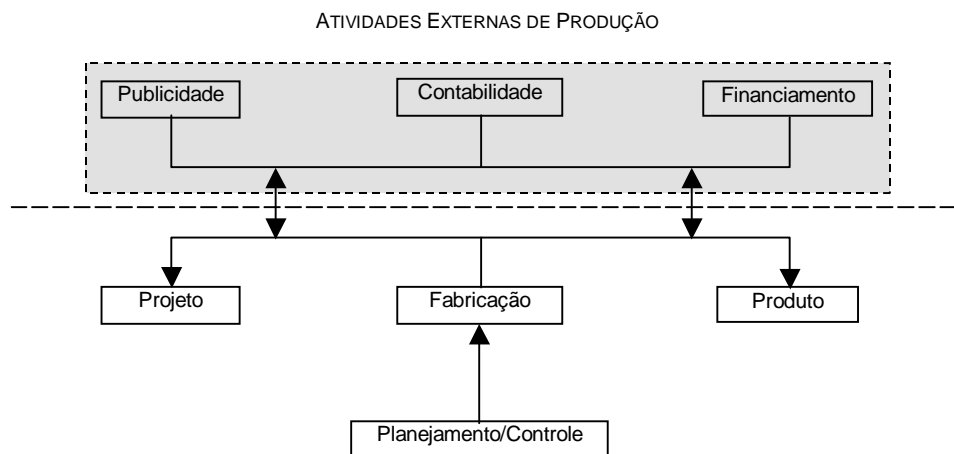 ATIVIDADES EXTERNAS DE PRODUÇÃO
Publicidade
Contabilidade
Financiamento
Projeto
Fabricação
Produto
Planejamento/Controle